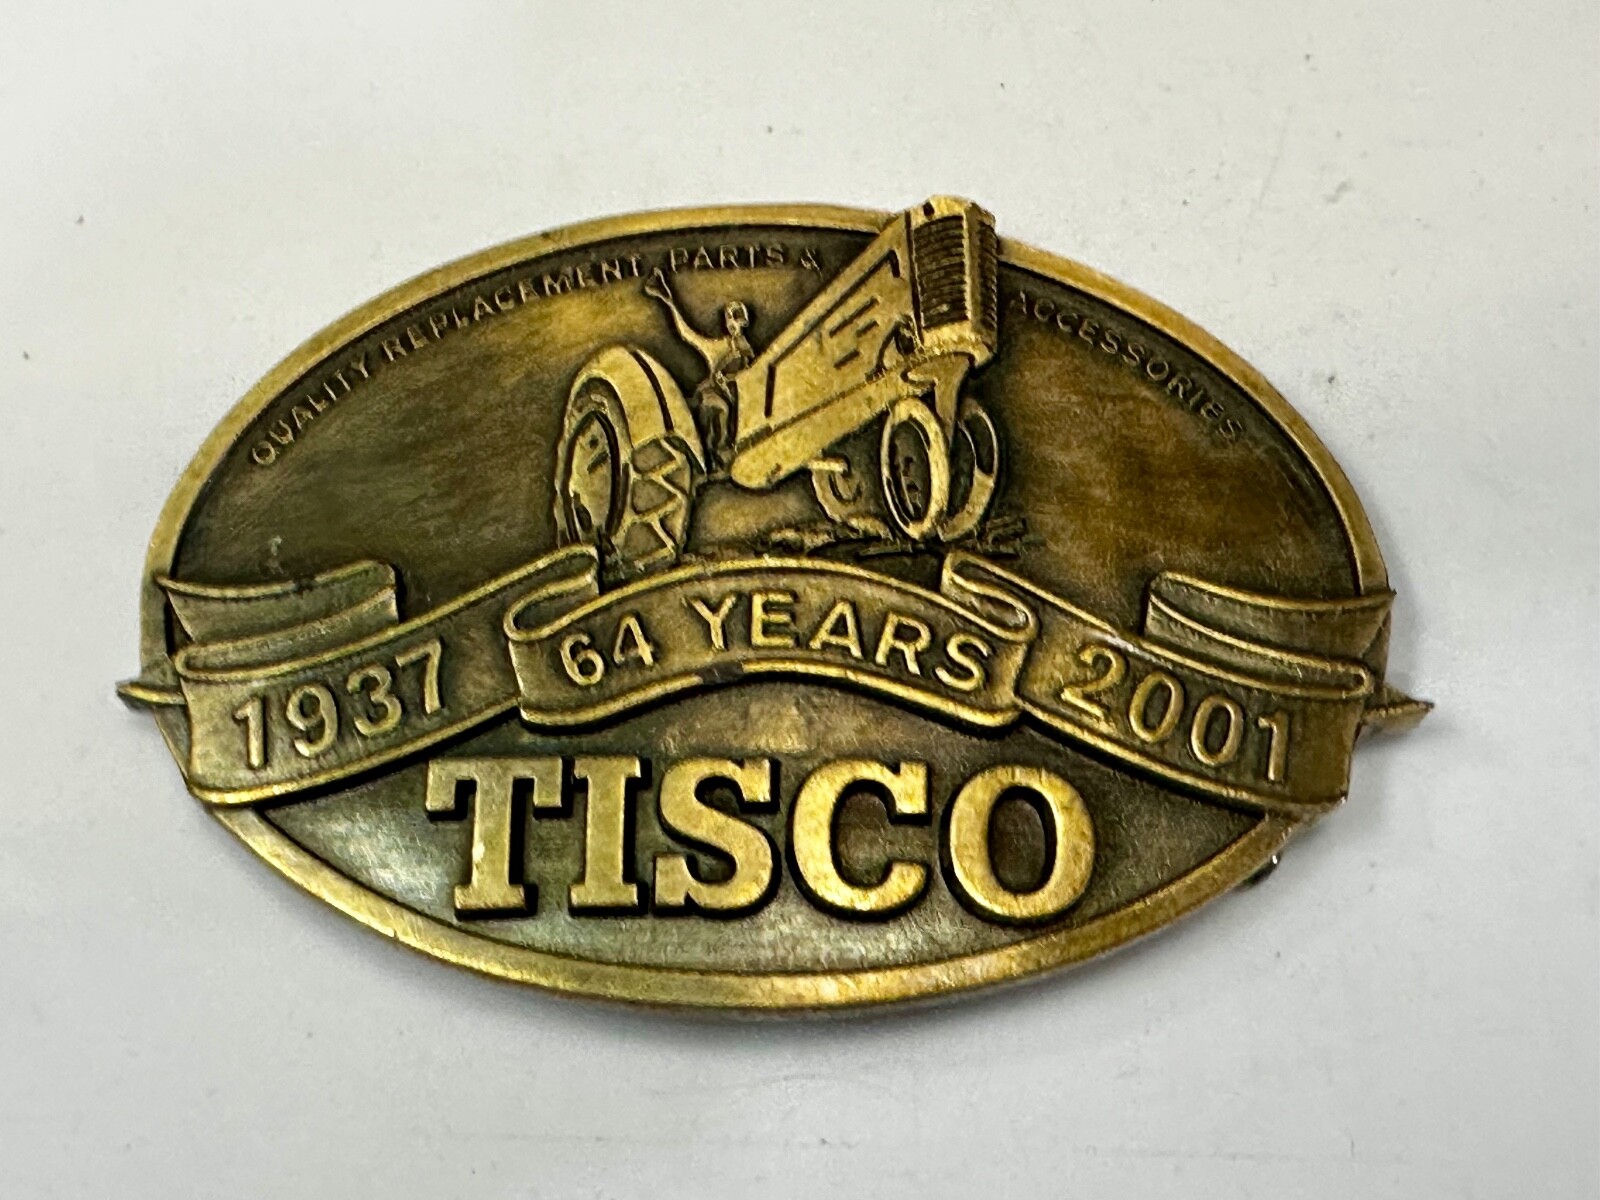 QUALITY REPLACEMENT PARTS & ACCESSORIES
1937 64 YEARS 2001
TISCO